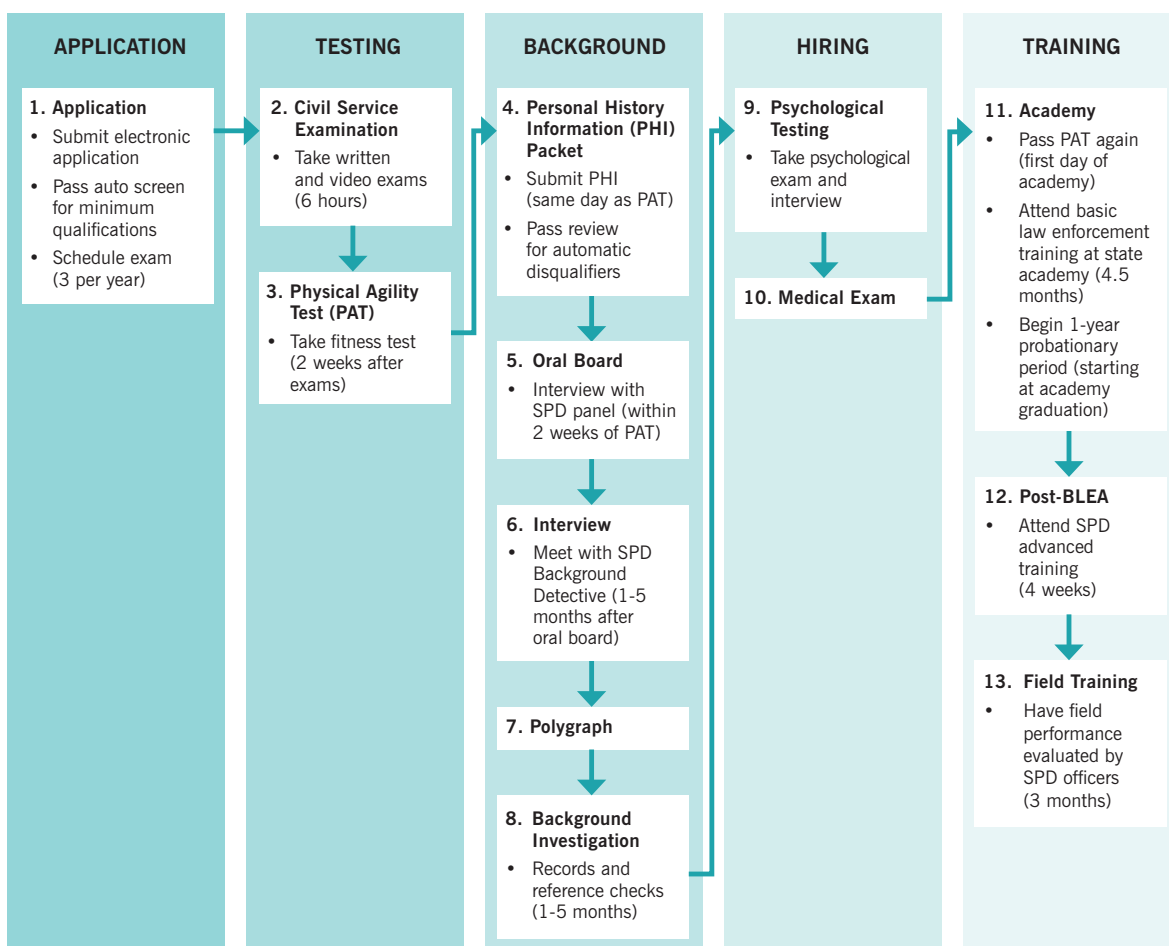 APPLICATION
1. Application
• Submit electronic
application
• Pass auto screen
for minimum
qualifications
• Schedule exam
(3 per year)
TESTING
2. Civil Service
Examination
• Take written
and video exams
(6 hours)
3. Physical Agility
Test (PAT)
• Take fitness test
(2 weeks after
exams)
BACKGROUND
4. Personal History
Information (PHI)
Packet
• Submit PHI
(same day as PAT)
• Pass review
for automatic
disqualifiers
5. Oral Board
• Interview with
SPD panel (within
2 weeks of PAT)
6. Interview
• Meet with SPD
Background
Detective (1-5
months after
oral board)
7. Polygraph
8. Background
Investigation
• Records and
reference checks
(1-5 months)
HIRING
9. Psychological
Testing
• Take psychological
exam and
interview
10. Medical Exam
TRAINING
11. Academy
• Pass PAT again
(first day of
academy)
• Attend basic
law enforcement
training at state
academy (4.5
months)
• Begin 1-year
probationary
period (starting
at academy
graduation)
12. Post-BLEA
• Attend SPD
advanced
training
(4 weeks)
13. Field Training
• Have field
performance
evaluated by
SPD officers
(3 months)